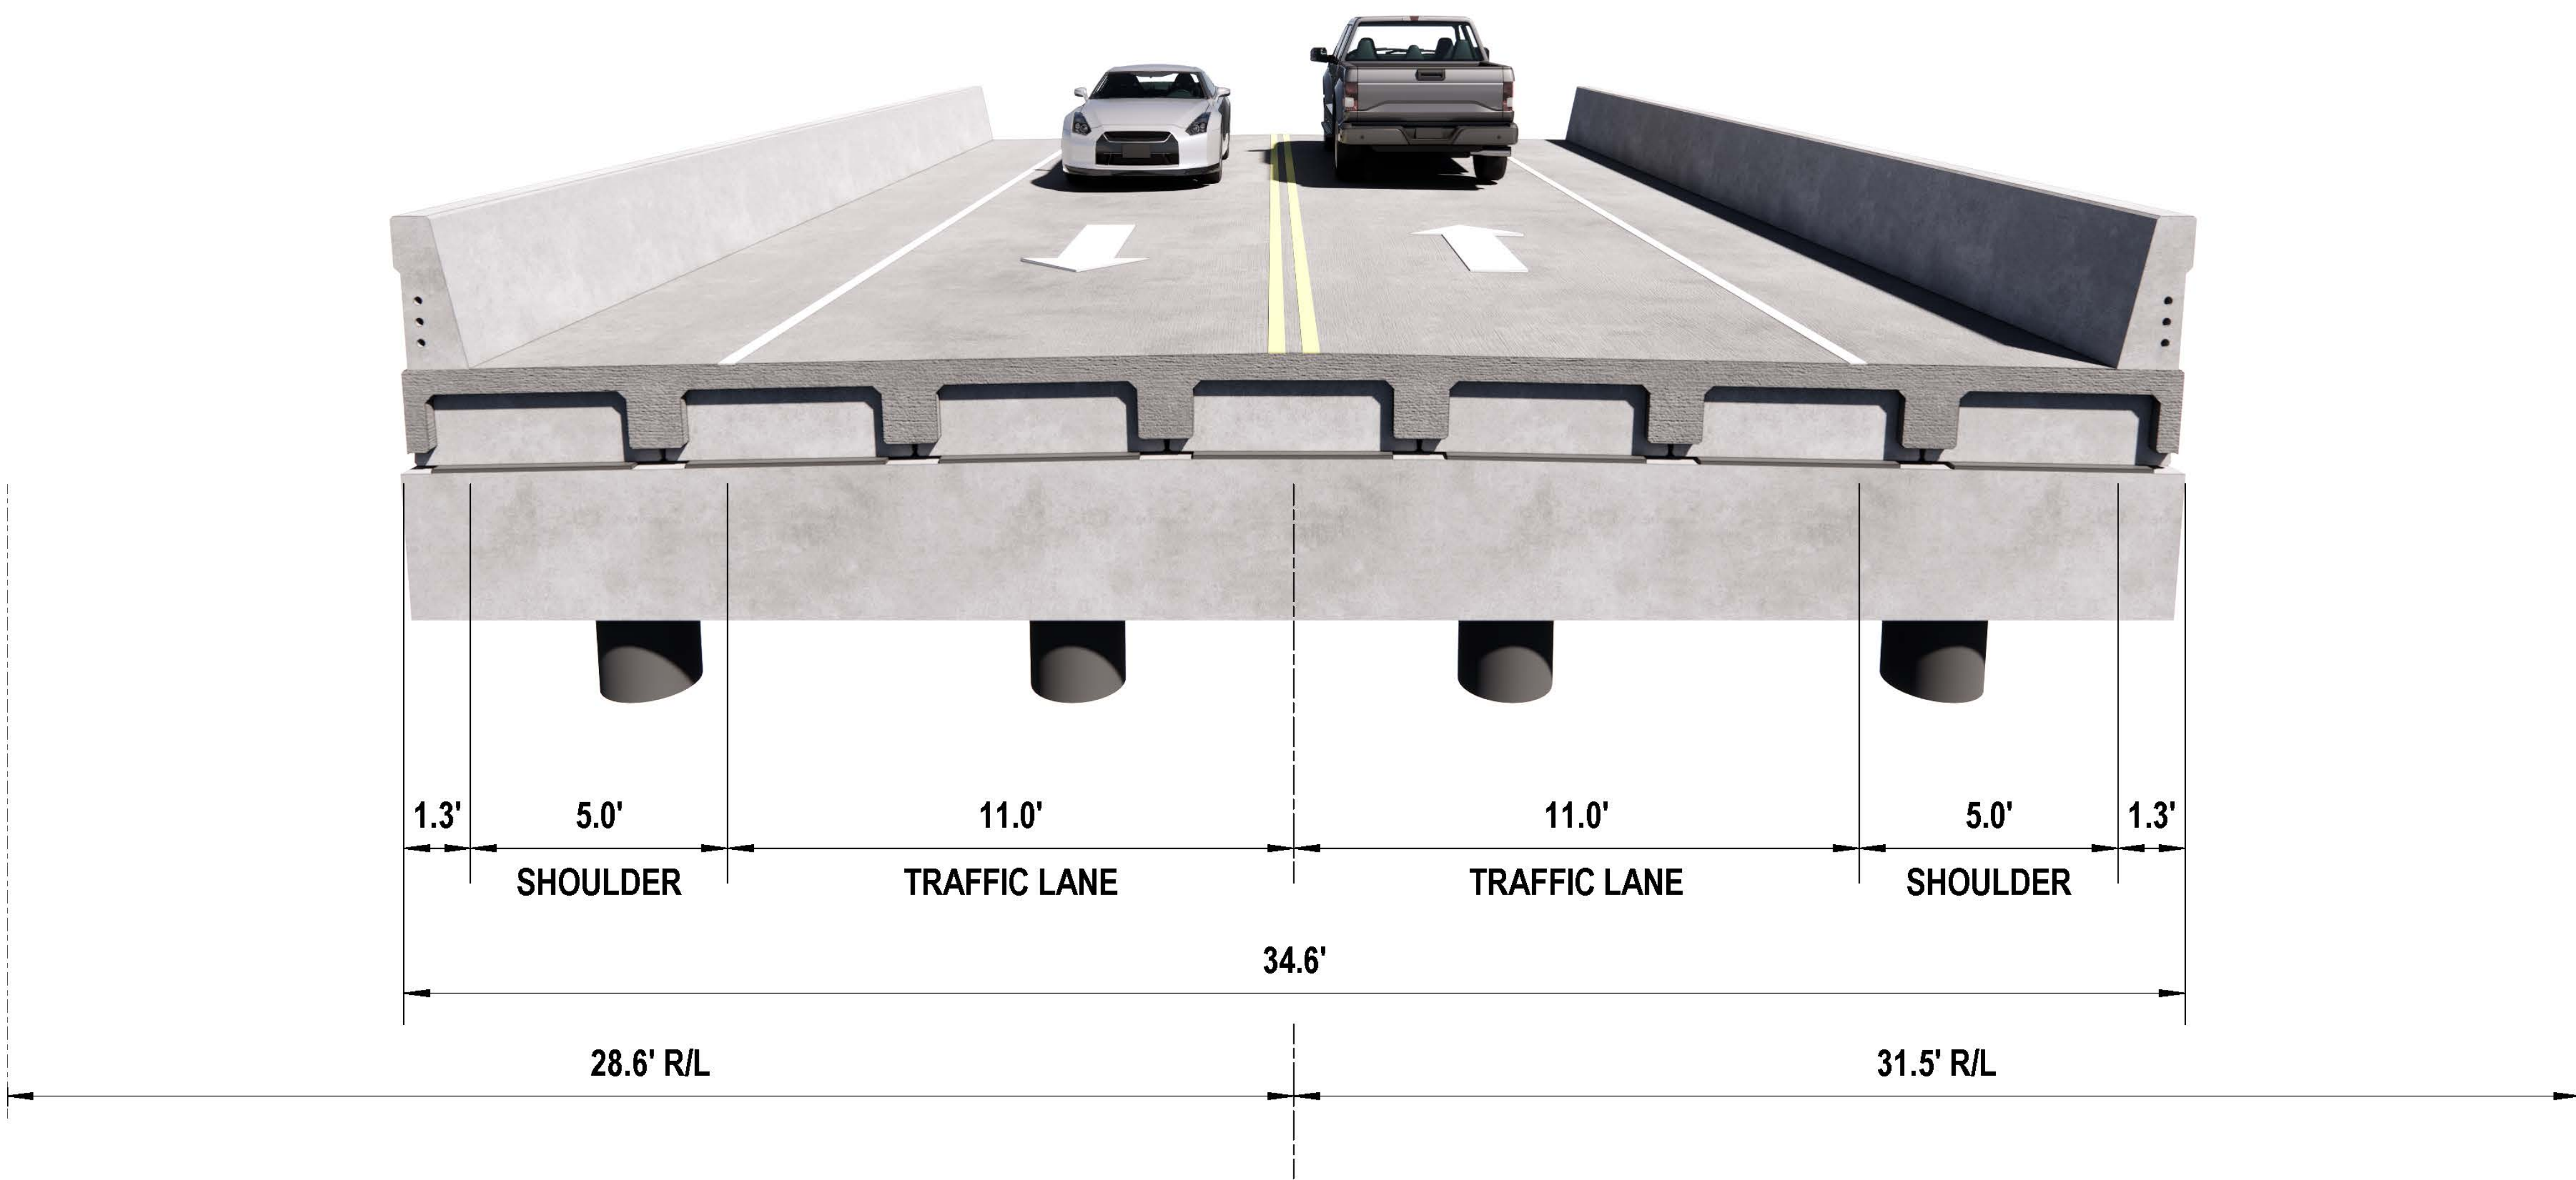 1.3' 5.0' 11.0' 11.0' 5.0' 1.3'
SHOULDER TRAFFIC LANE TRAFFIC LANE SHOULDER
34.6'
28.6' R/L 31.5' R/L